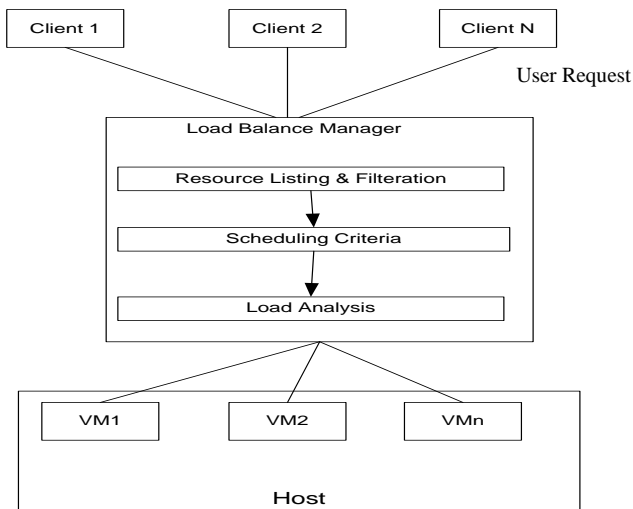 Client 1
Client 2
Client N
User Request
Load Balance Manager
Resource Listing & Filteration
Scheduling Criteria
Load Analysis
VM1
VM2
VMn
Host